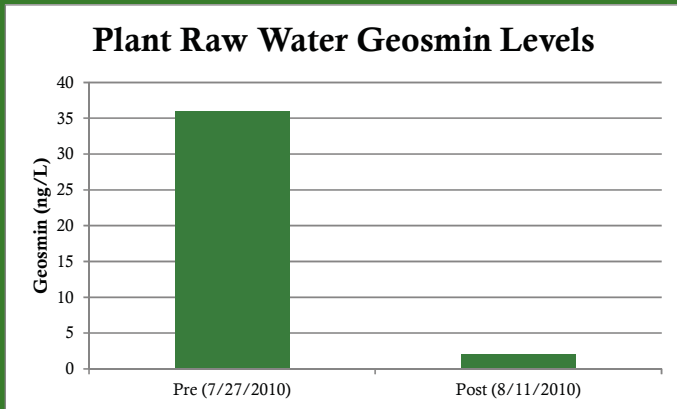 Plant Raw Water Geosmin Levels
Geosmin (ng/L)
40
35
30
25
20
15
10
5
0
Pre (7/27/2010)
Post (8/11/2010)